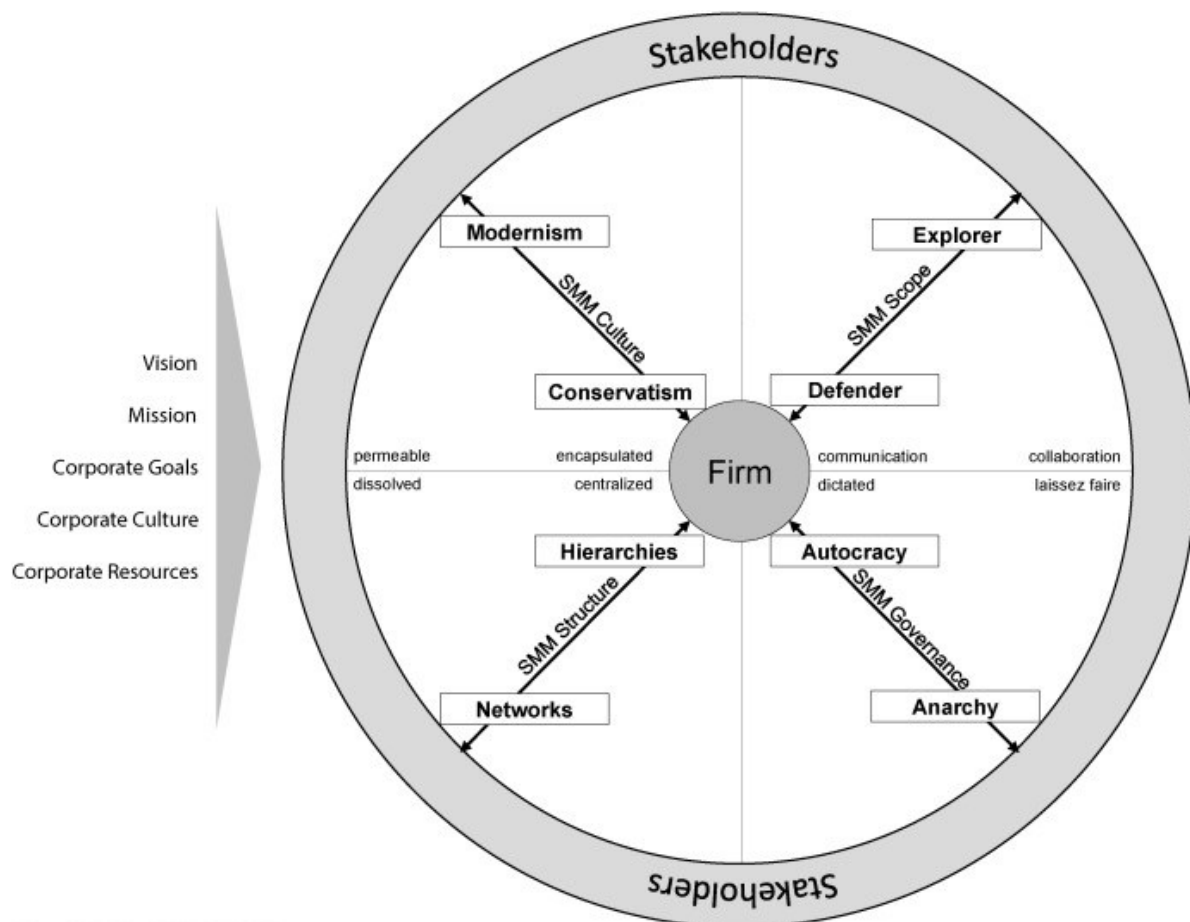 Stakeholders
Modernism
Explorer
SMM Culture
SMM Scope
Conservatism
Defender
Vision
Mission
Corporate Goals
Corporate Culture
Corporate Resources
permeable
encapsulated
communication
collaboration
Firm
dissolved
centralized
dictated
laissez faire
Hierarchies
Autocracy
SMM Structure
SMM Governance
Networks
Anarchy
Stakeholders